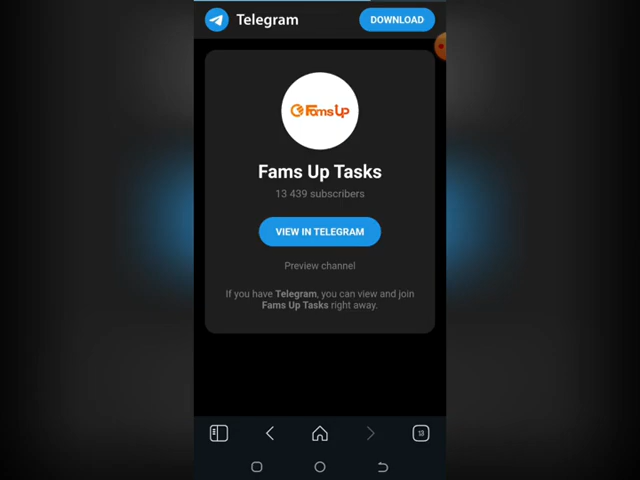 Telegram
DOWNLOAD
Fams Up
Fams Up Tasks
13 439 subscribers
VIEW IN TELEGRAM
Preview channel
If you have Telegram, you can view and join
Fams Up Tasks right away.